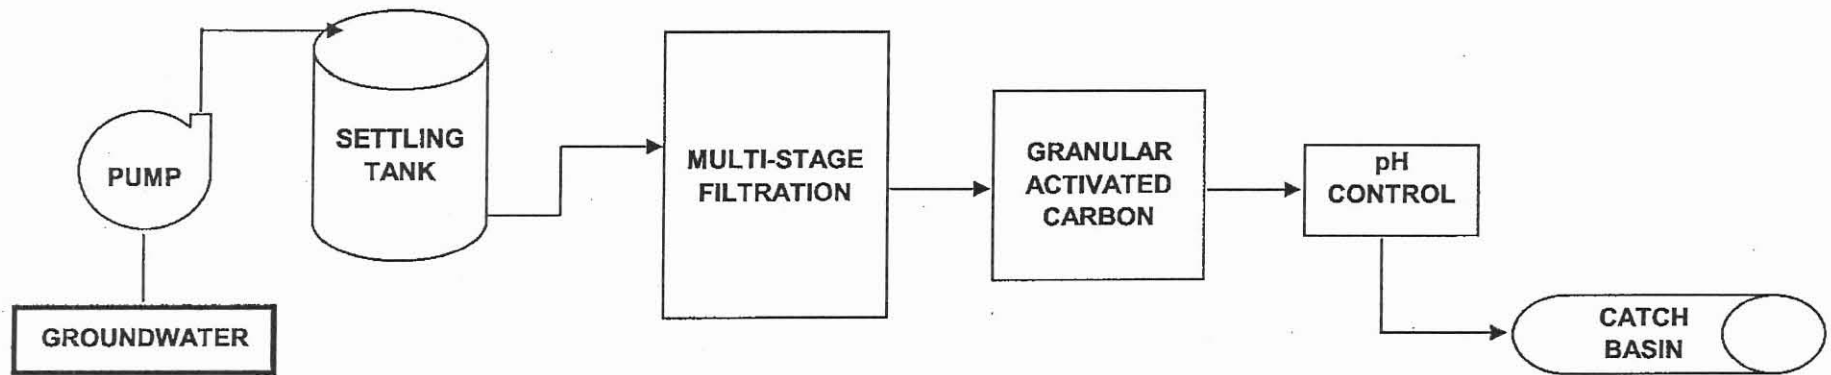 GROUNDWATER
PUMP
SETTLING
TANK
MULTI-STAGE
FILTRATION
GRANULAR
ACTIVATED
CARBON
pH
CONTROL
CATCH
BASIN